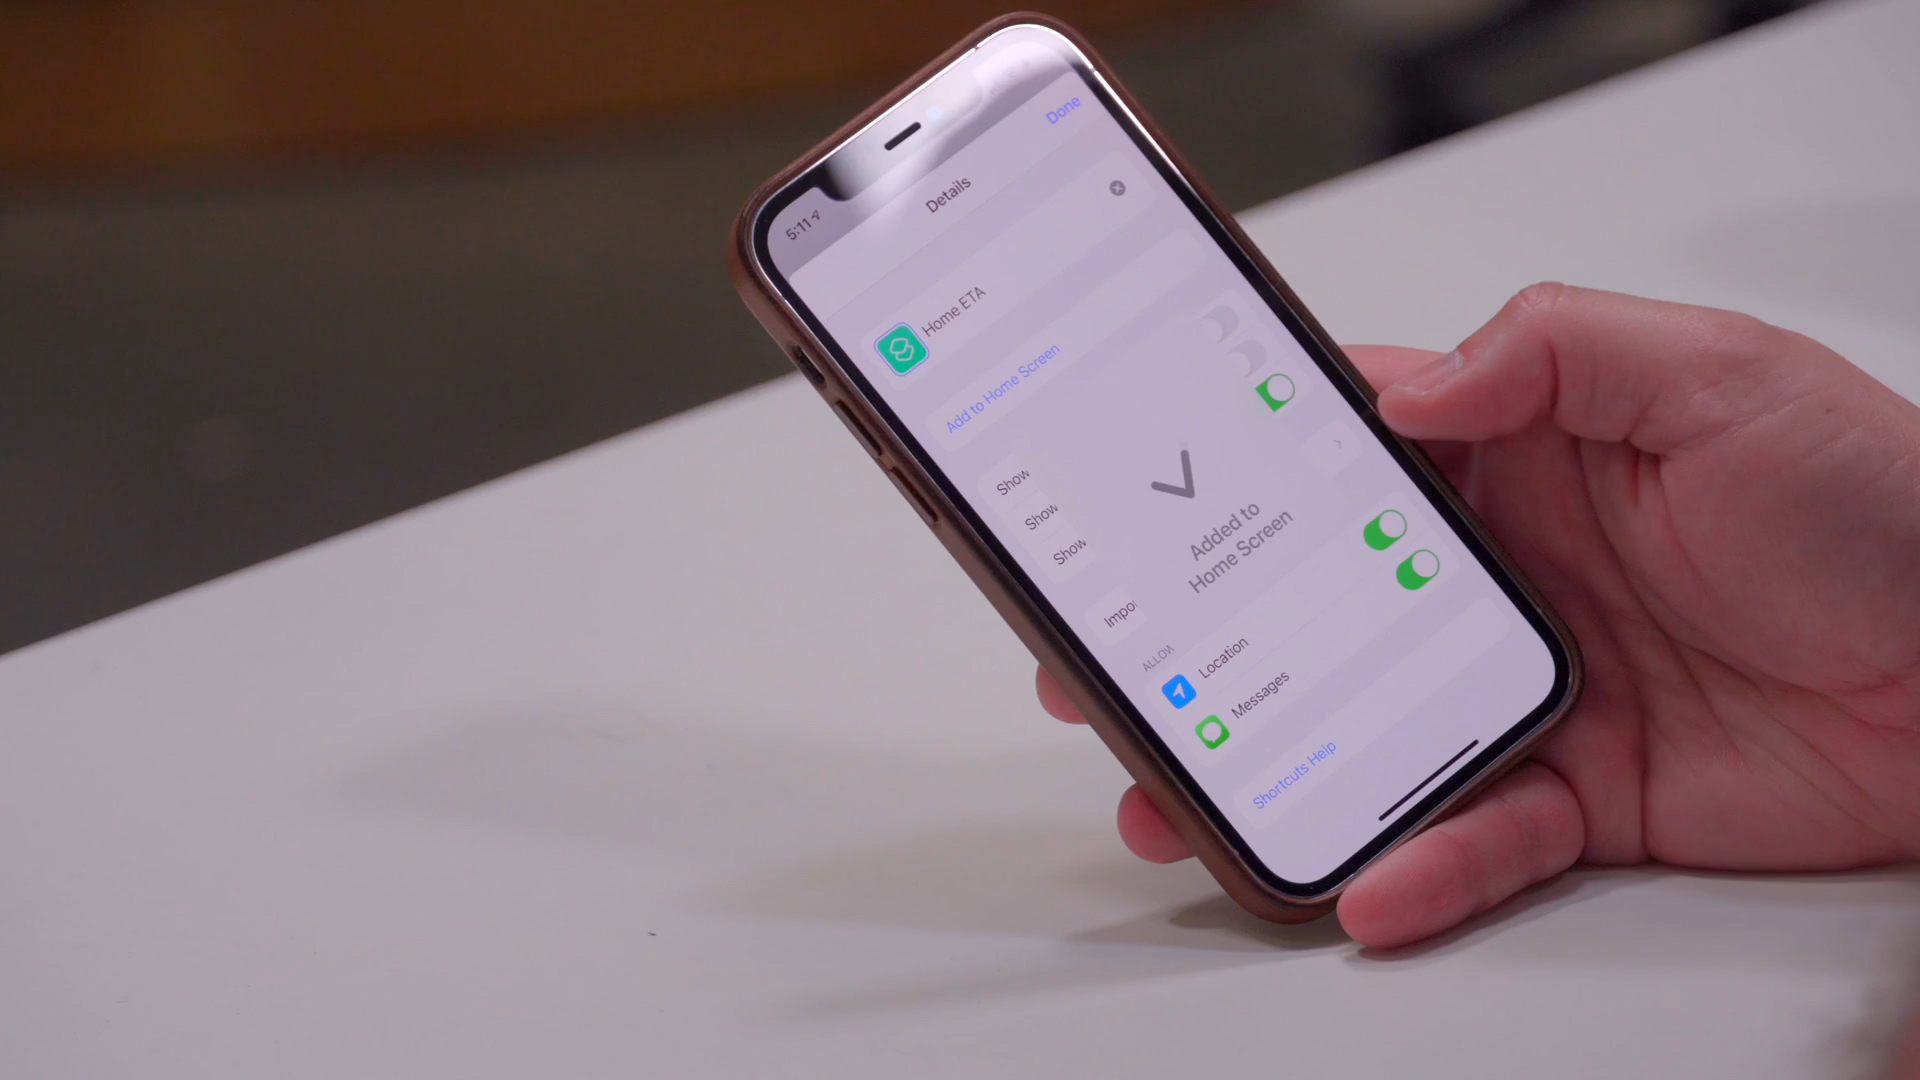 5:11
Details
Done
Home ETA
Add to Home Screen
Show
Show
Show
Added to
Home Screen
Impor
ALLOW
Location
Messages
Shortcuts Help